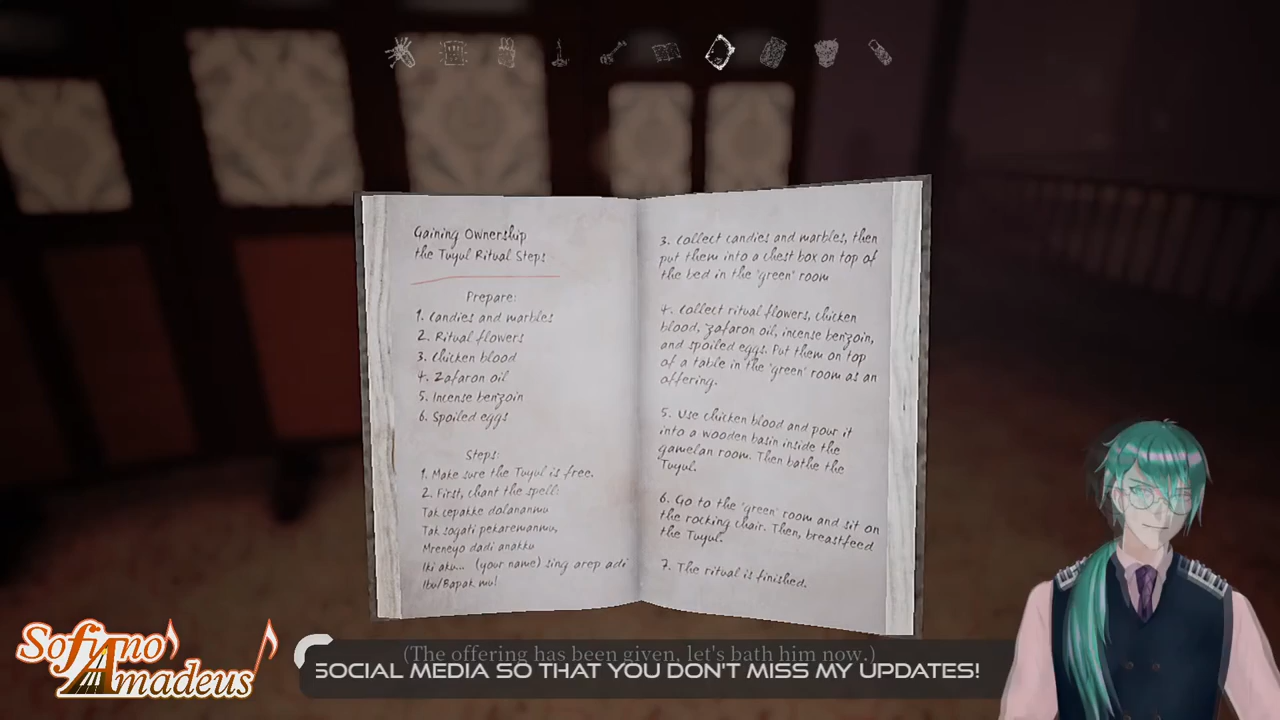 Gaining Ownership
the Tuyul Ritual Steps
Prepare:
1. Candies and marbles
2. Ritual flowers
3. Chicken blood
4. Zafaron oil
5. Incense benzoin
6. Spoiled eggs
Steps:
1. Make sure the Tuyul is free.
2. First, chant the spell:
Tak cepakke dolananmu
Tak sogati pekaremanmu,
Mreneyo dadi anakku
Iki aku... (your name) sing arep adi
Ibu/Bapak mu!
3. Collect candies and marbles, then
put them into a chest box on top of
the bed in the 'green' room
4. Collect ritual flowers, chicken
blood, zafaron oil, incense benzoin,
and spoiled eggs. Put them on top
of a table in the 'green' room as an
offering.
5. Use chicken blood and pour it
into a wooden basin inside the
gamelan room. Then bathe the
Tuyul.
6. Go to the 'green' room and sit on
the rocking chair. Then, breastfeed
the Tuyul.
7. The ritual is finished.
(The offering has been given, let's bath him now.)
SOCIAL MEDIA SO THAT YOU DON'T MISS MY UPDATES!
Sofiano
Amadeus